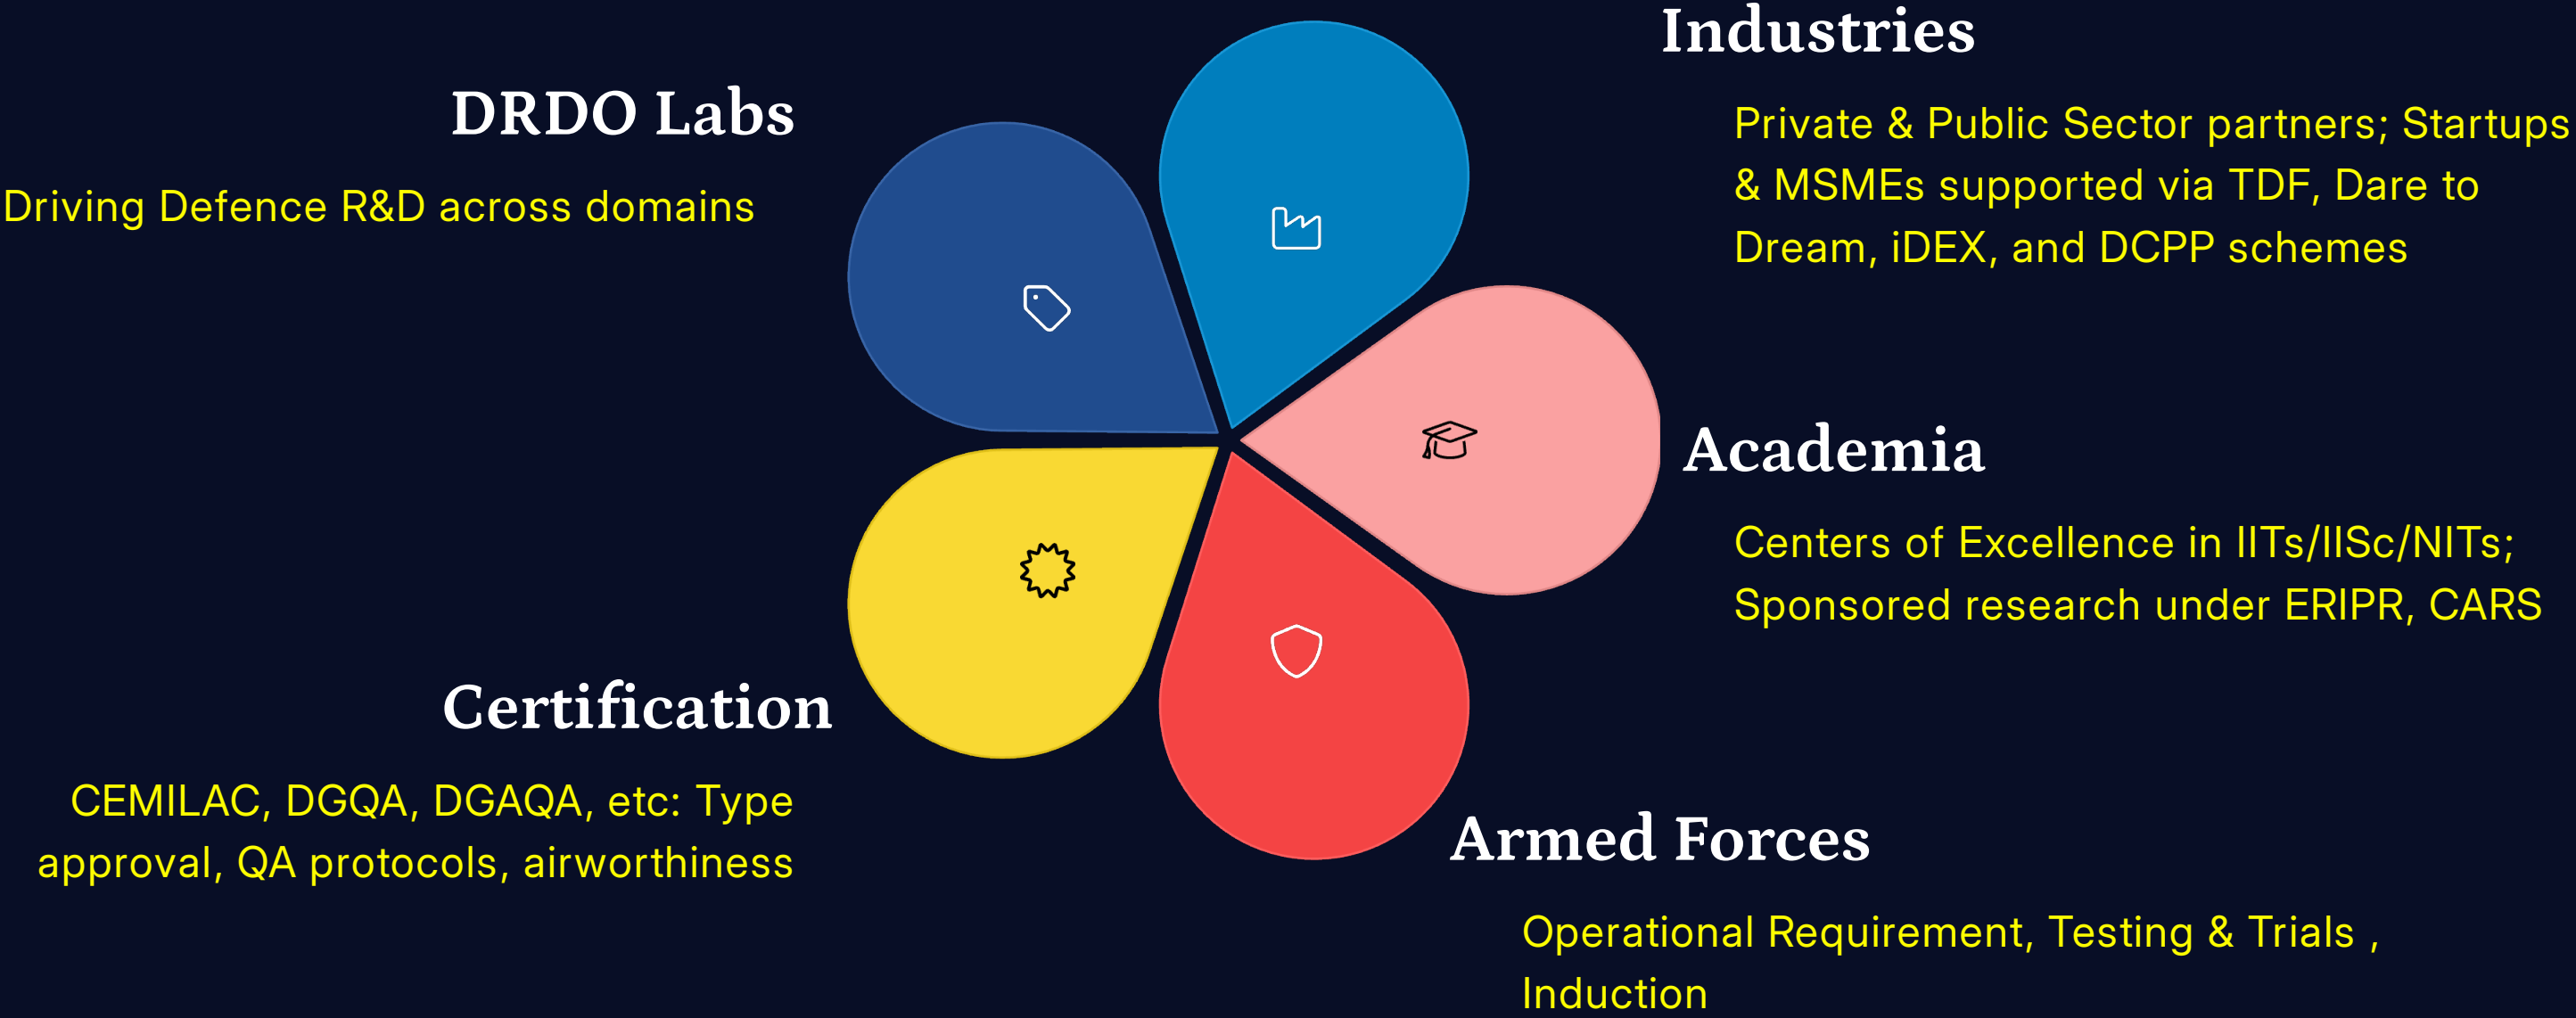 DRDO Labs
Driving Defence R&D across domains
Industries
Private & Public Sector partners; Startups
& MSMEs supported via TDF, Dare to
Dream, iDEX, and DCPP schemes
Academia
Centers of Excellence in IITs/IISc/NITs;
Sponsored research under ERIPR, CARS
Certification
CEMILAC, DGQA, DGAQA, etc: Type
approval, QA protocols, airworthiness
Armed Forces
Operational Requirement, Testing & Trials ,
Induction